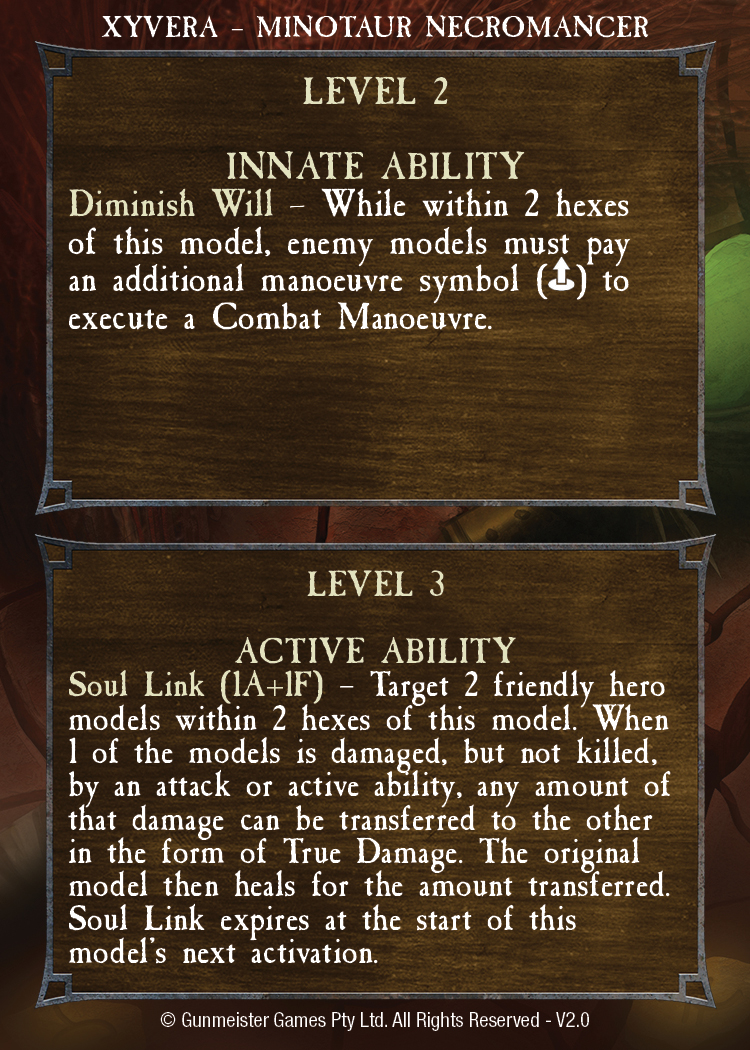 XYVERA – MINOTAUR NECROMANCER
LEVEL 2
INNATE ABILITY
Diminish Will – While within 2 hexes
of this model, enemy models must pay
an additional manoeuvre symbol () to
execute a Combat Manoeuvre.
LEVEL 3
ACTIVE ABILITY
Soul Link (1A+1F) – Target 2 friendly hero
models within 2 hexes of this model. When
1 of the models is damaged, but not killed,
by an attack or active ability, any amount of
that damage can be transferred to the other
in the form of True Damage. The original
model then heals for the amount transferred.
Soul Link expires at the start of this
model's next activation.
© Gunmeister Games Pty Ltd. All Rights Reserved - V2.0